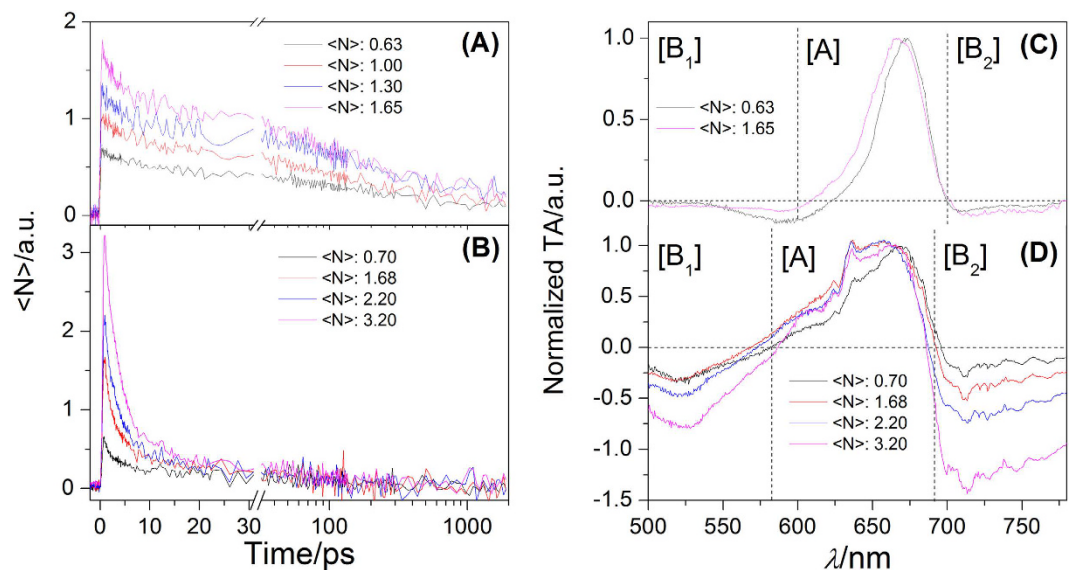 (A)
<N>: 0.63
<N>: 1.00
<N>: 1.30
<N>: 1.65
2
1
0
(B)
<N>: 0.70
<N>: 1.68
<N>: 2.20
<N>: 3.20
3
2
1
0
<N>/a.u.
0 5 10 20 30 100 1000
Time/ps
[B₁] [A] [B₂] (C)
<N>: 0.63
<N>: 1.65
1.0
0.0
[B₁] [A] [B₂] (D)
<N>: 0.70
<N>: 1.68
<N>: 2.20
<N>: 3.20
1.0
0.5
0.0
-0.5
-1.0
-1.5
Normalized TA/a.u.
500 550 600 650 700 750
λ/nm